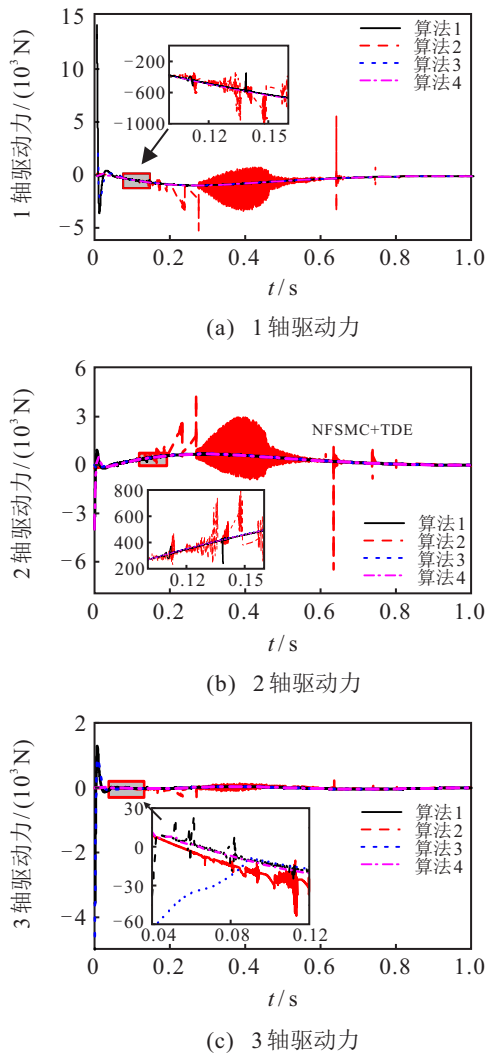 15
10
5
0
−5
1轴驱动力/(10³N)
算法1
算法2
算法3
算法4
−200
−400
−600
−800
−1000
0.12
0.15
0
0.2
0.4
0.6
0.8
1.0
t/s
(a) 1轴驱动力
6
3
0
−3
−6
2轴驱动力/(10³N)
NFSMC+TDE
800
600
400
200
0.12
0.15
算法1
算法2
算法3
算法4
0
0.2
0.4
0.6
0.8
1.0
t/s
(b) 2轴驱动力
2
0
−2
−4
3轴驱动力/(10³N)
30
0
−30
−60
0.04
0.08
0.12
算法1
算法2
算法3
算法4
0
0.2
0.4
0.6
0.8
1.0
t/s
(c) 3轴驱动力